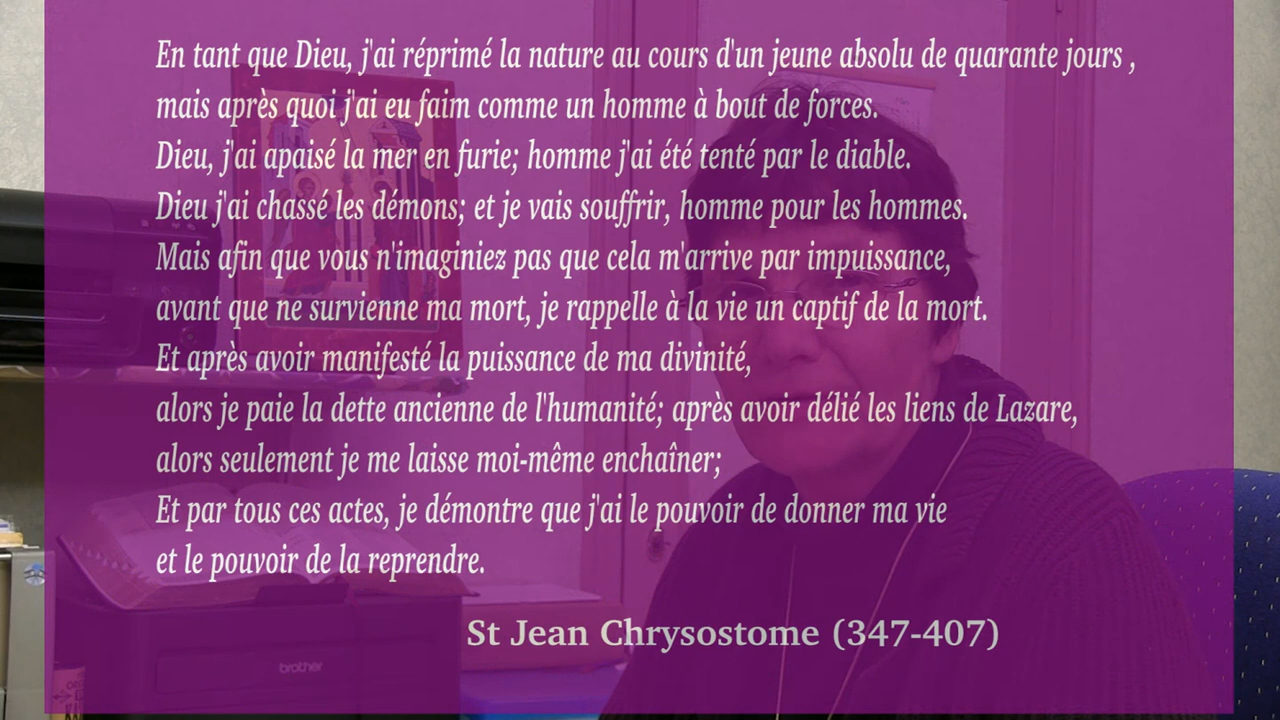 En tant que Dieu, j'ai réprimé la nature au cours d'un jeune absolu de quarante jours ,
mais après quoi j'ai eu faim comme un homme à bout de forces.
Dieu, j'ai apaisé la mer en furie; homme j'ai été tenté par le diable.
Dieu j'ai chassé les démons; et je vais souffrir, homme pour les hommes.
Mais afin que vous n'imaginiez pas que cela m'arrive par impuissance,
avant que ne survienne ma mort, je rappelle à la vie un captif de la mort.
Et après avoir manifesté la puissance de ma divinité,
alors je paie la dette ancienne de l'humanité; après avoir délié les liens de Lazare,
alors seulement je me laisse moi-même enchaîner;
Et par tous ces actes, je démontre que j'ai le pouvoir de donner ma vie
et le pouvoir de la reprendre.
St Jean Chrysostome (347-407)
brother